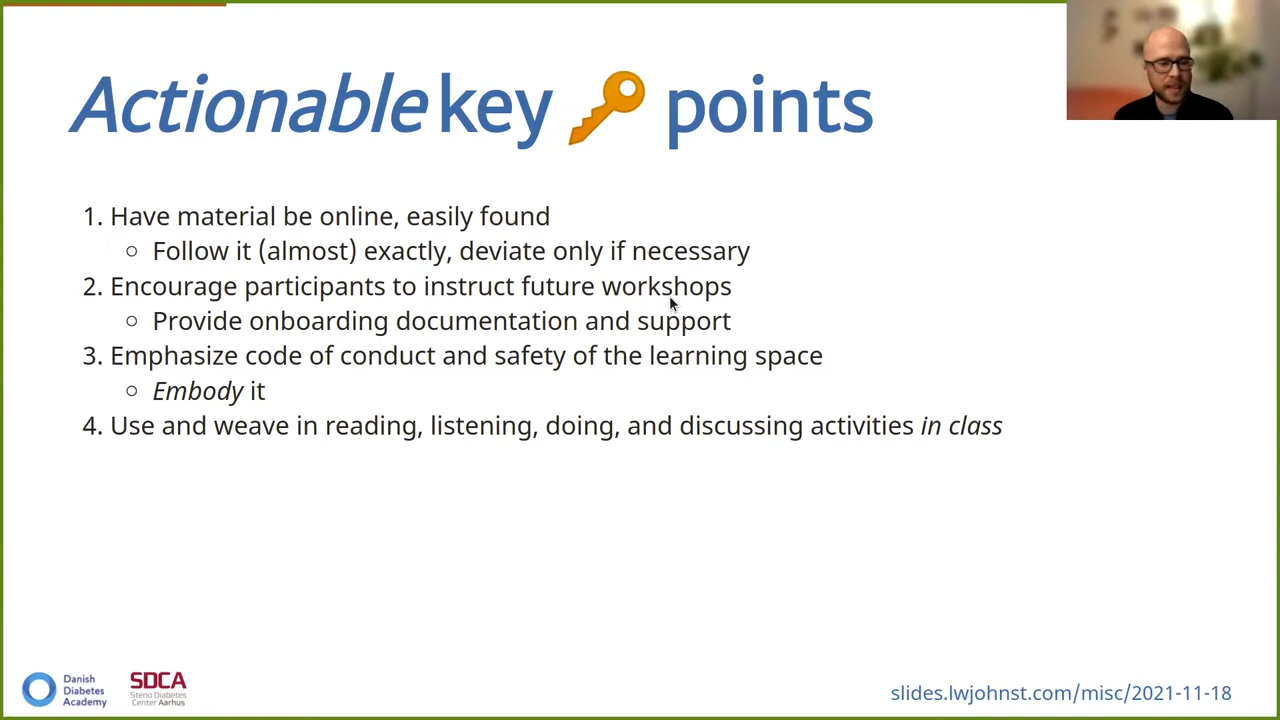 Actionable key points
1. Have material be online, easily found
Follow it (almost) exactly, deviate only if necessary
2. Encourage participants to instruct future workshops
Provide onboarding documentation and support
3. Emphasize code of conduct and safety of the learning space
Embody it
4. Use and weave in reading, listening, doing, and discussing activities in class
Danish
Diabetes
Academy
SDCA
Steno Diabetes
Center Aarhus
slides.lwjohnst.com/misc/2021-11-18